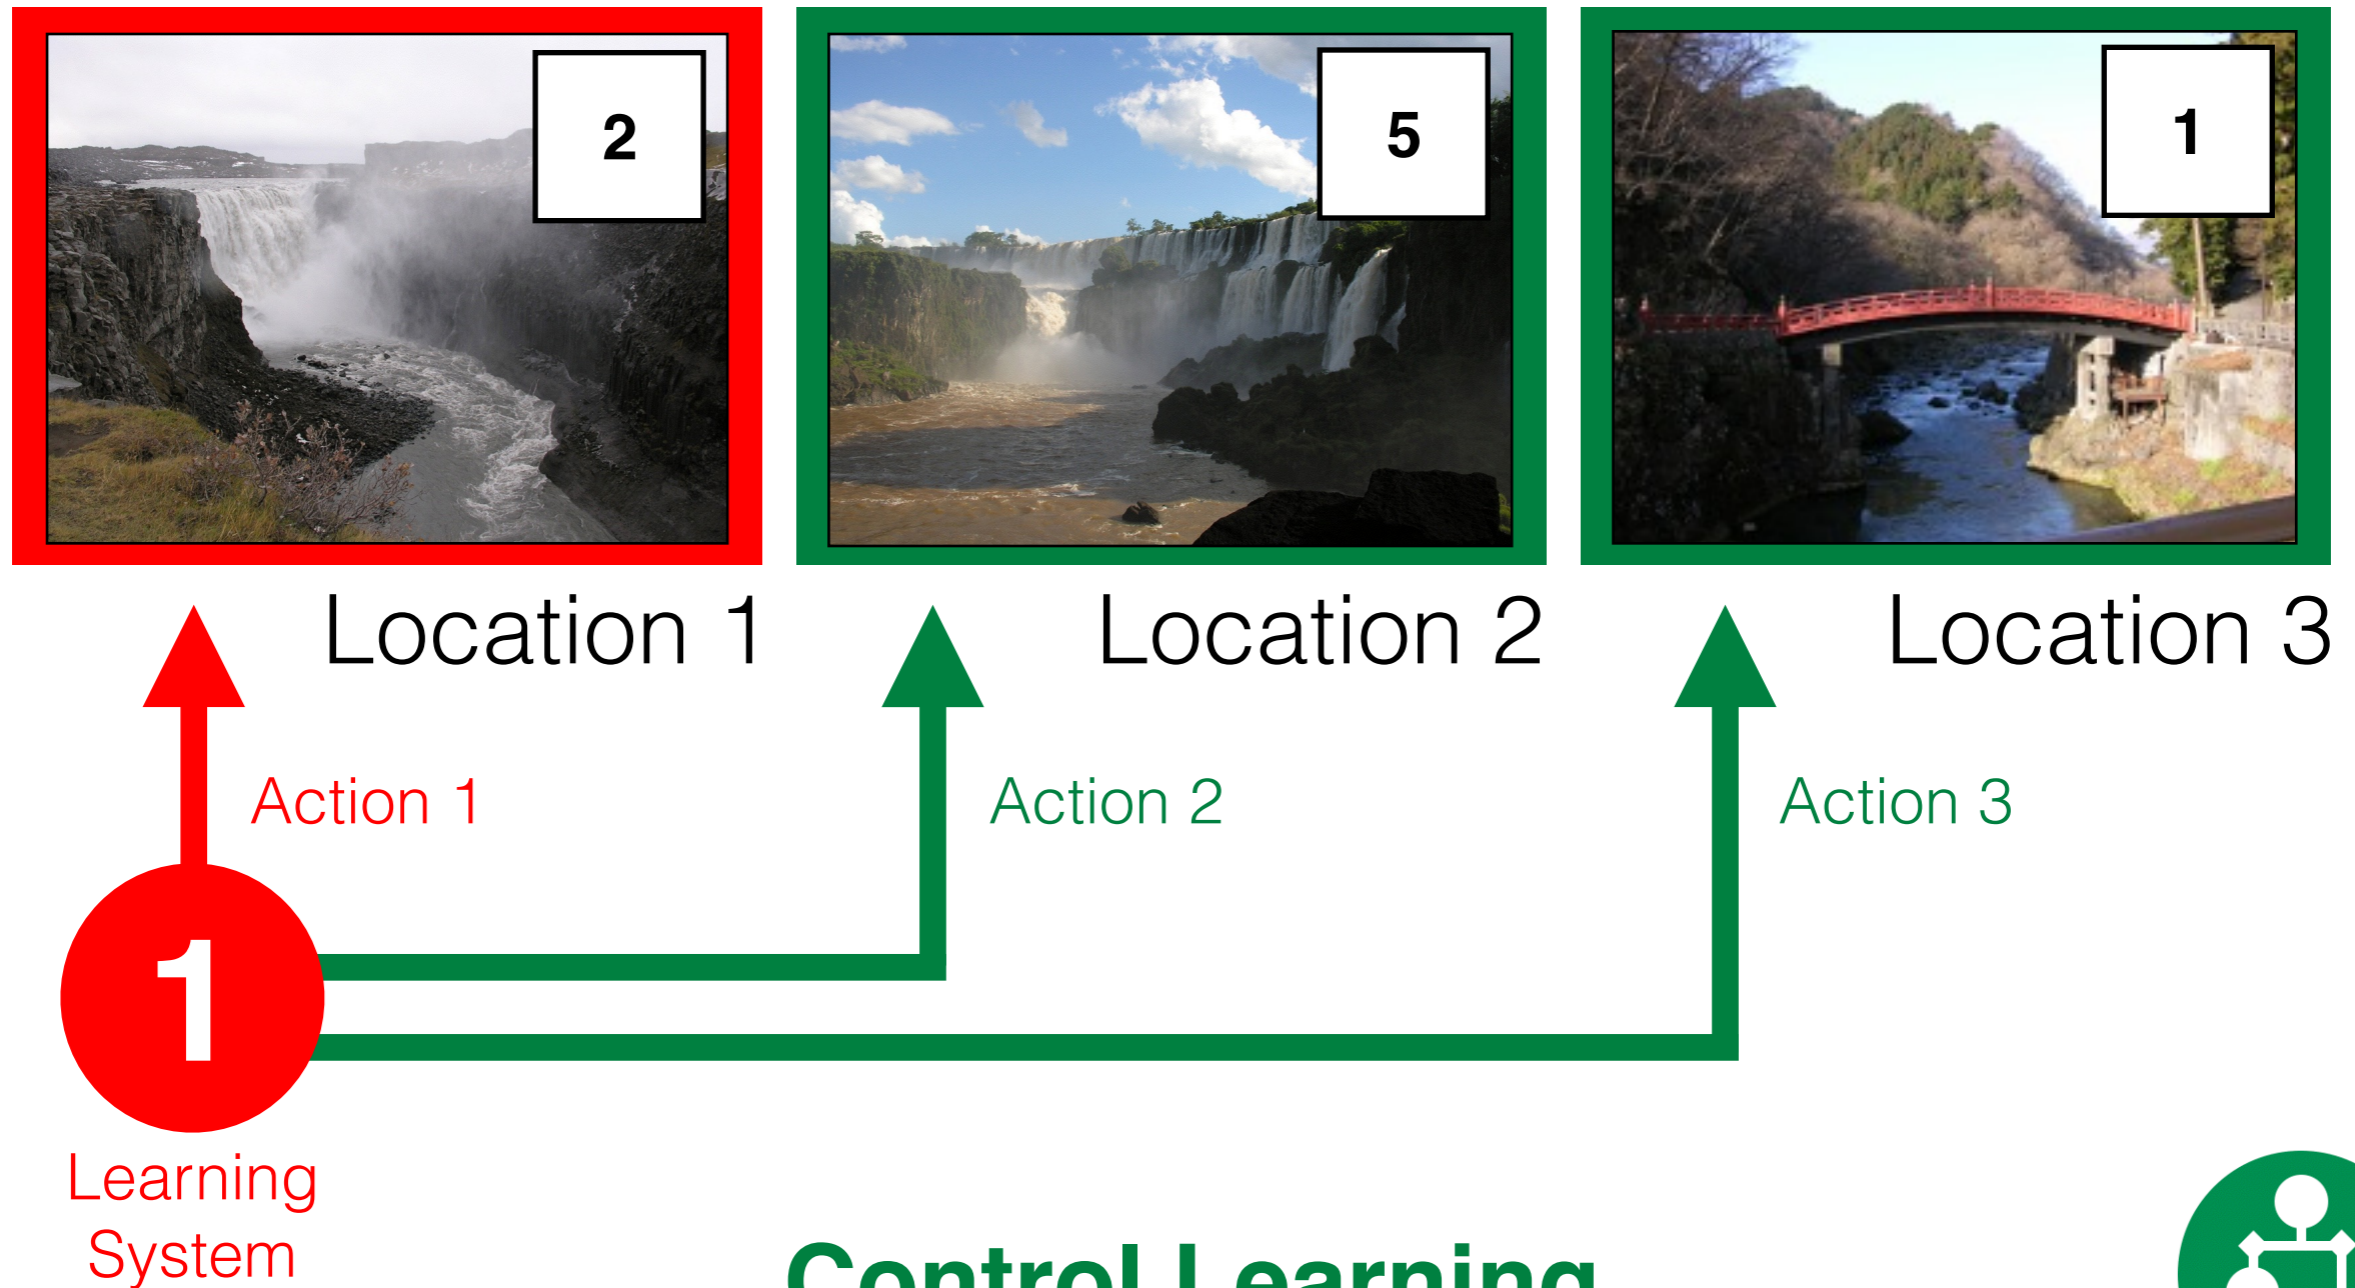 2
5
1
Location 1
Location 2
Location 3
Action 1
Action 2
Action 3
1
Learning
System
Control Learning